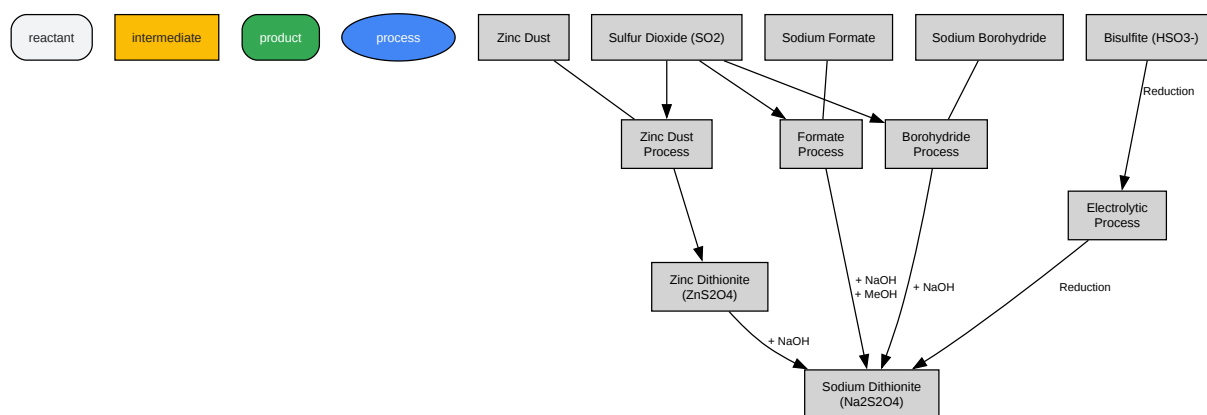 reactant
intermediate
product
process
Zinc Dust
Sulfur Dioxide (SO2)
Sodium Formate
Sodium Borohydride
Bisulfite (HSO3-)
Reduction
Zinc Dust
Process
Formate
Process
Borohydride
Process
Electrolytic
Process
Zinc Dithionite
(ZnS2O4)
+ NaOH
+ MeOH
+ NaOH
Reduction
+ NaOH
Sodium Dithionite
(Na2S2O4)